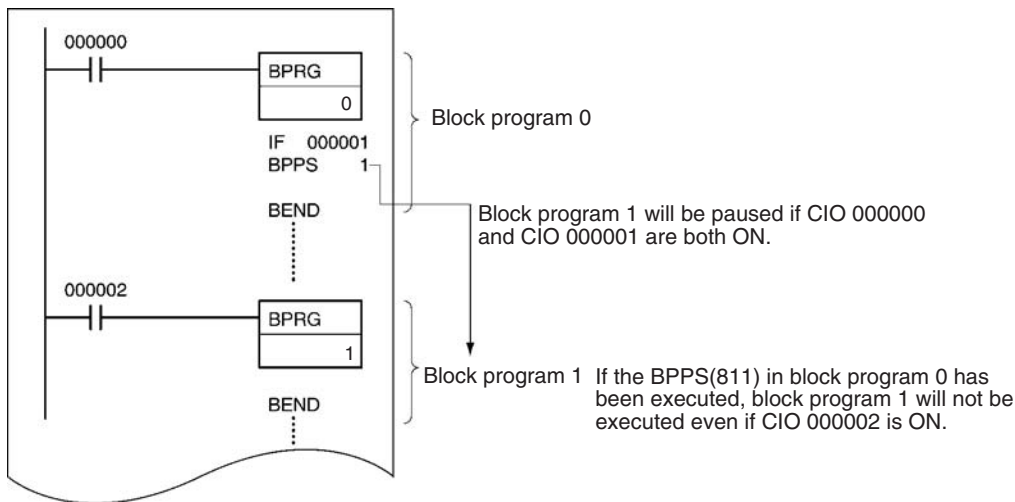 000000
BPRG
0
Block program 0
IF 000001
BPPS 1
BEND
Block program 1 will be paused if CIO 000000
and CIO 000001 are both ON.
000002
BPRG
1
Block program 1
If the BPPS(811) in block program 0 has
been executed, block program 1 will not be
executed even if CIO 000002 is ON.
BEND